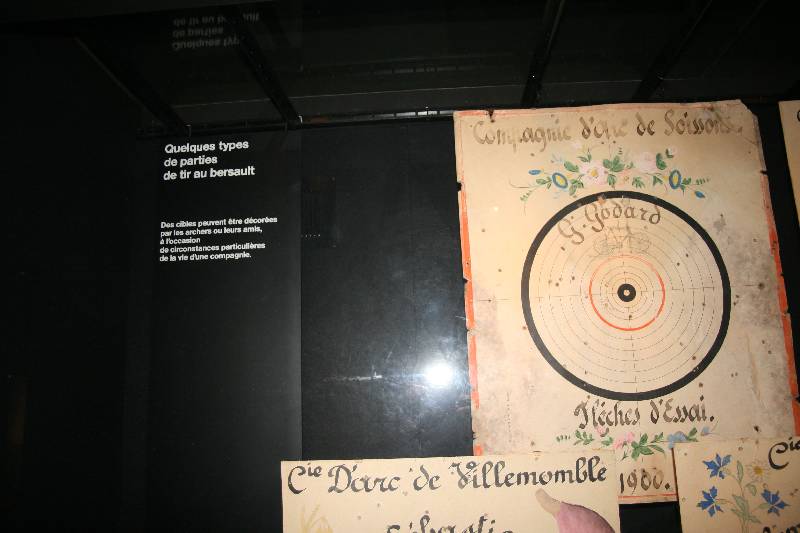 Quelques types
de parties
de tir au bersault
Des cibles peuvent être décorées
par les archers ou leurs amis,
à l'occasion
de circonstances particulières
de la vie d'une compagnie.
Compagnie d'arc de Soissons.
G. Godard
Flèches d'Essai.
1900.
Cie D'arc de Villemomble
Cie